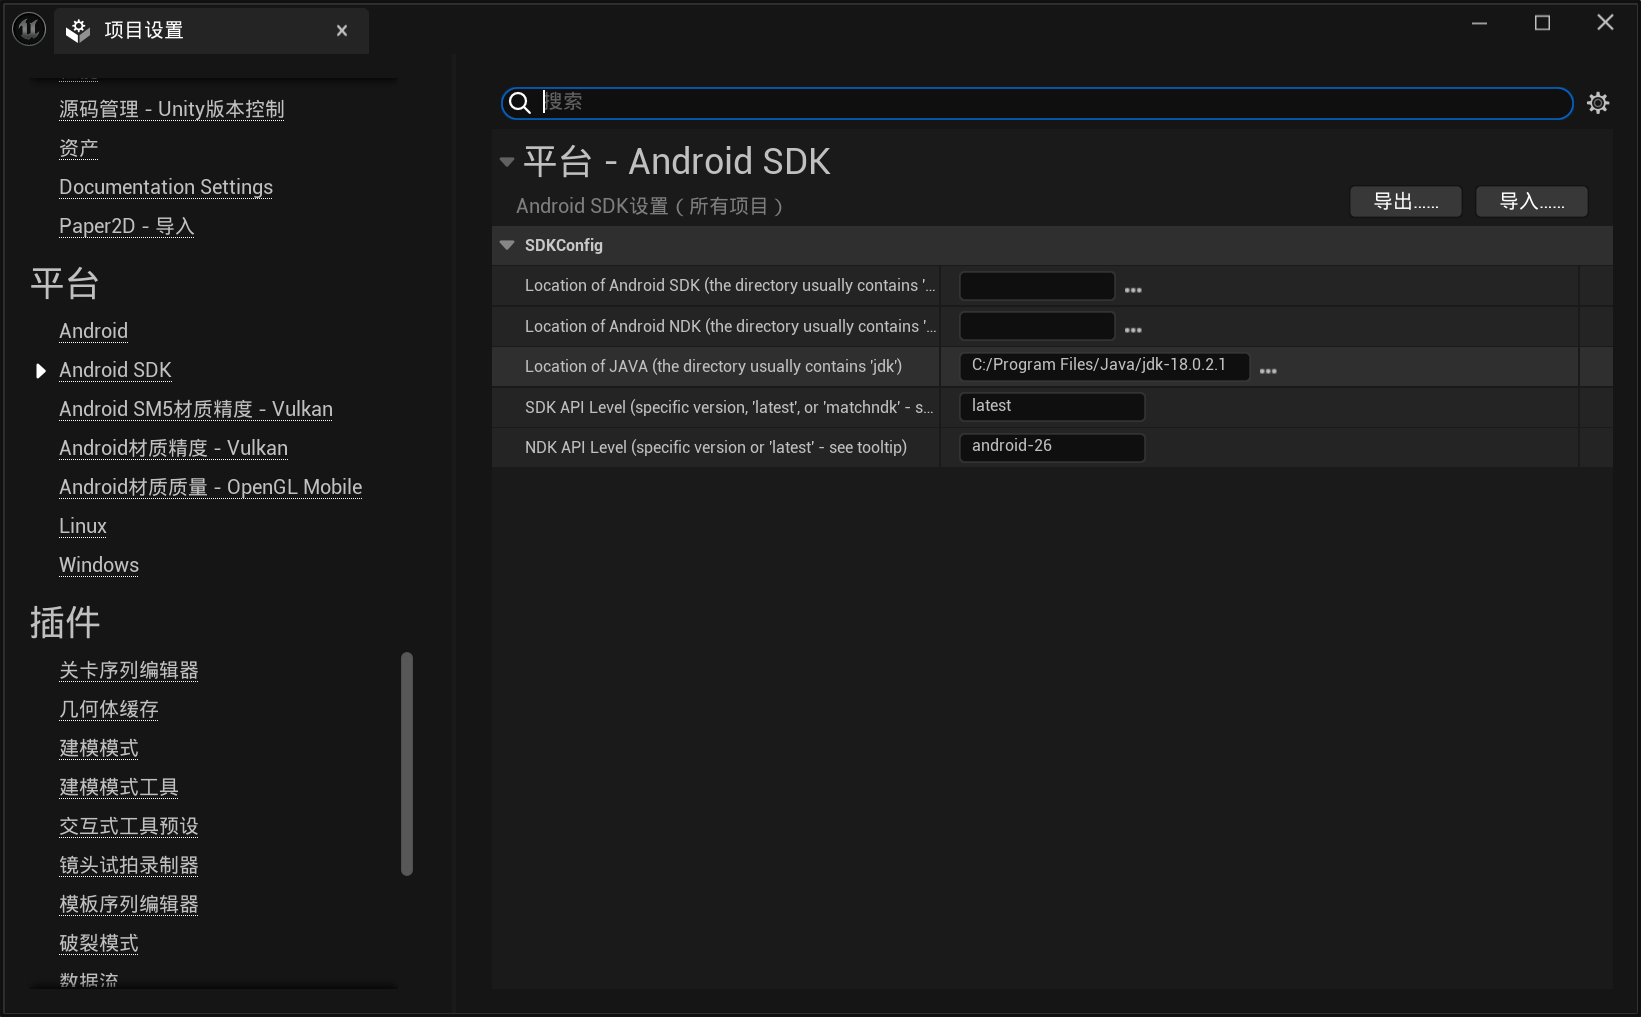 项目设置
源码管理 - Unity版本控制
资产
Documentation Settings
Paper2D - 导入
平台
Android
Android SDK
Android SM5材质精度 - Vulkan
Android材质精度 - Vulkan
Android材质质量 - OpenGL Mobile
Linux
Windows
插件
关卡序列编辑器
几何体缓存
建模模式
建模模式工具
交互式工具预设
镜头试拍录制器
模板序列编辑器
破裂模式
数据流
搜索
平台 - Android SDK
Android SDK设置（所有项目）
导出......
导入......
SDKConfig
Location of Android SDK (the directory usually contains '...
Location of Android NDK (the directory usually contains '...
Location of JAVA (the directory usually contains 'jdk')
C:/Program Files/Java/jdk-18.0.2.1
SDK API Level (specific version, 'latest', or 'matchndk' - s...
latest
NDK API Level (specific version or 'latest' - see tooltip)
android-26